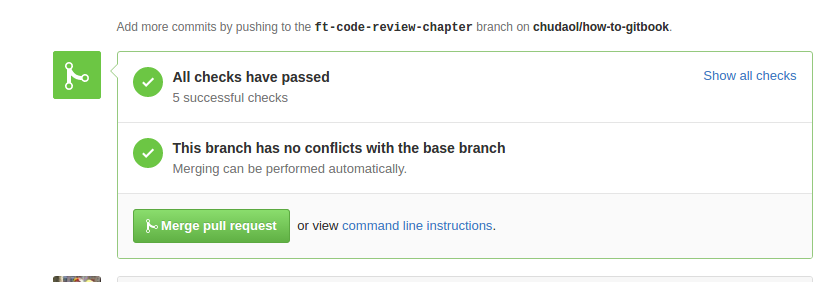 Add more commits by pushing to the ft-code-review-chapter branch on chudaol/how-to-gitbook.
All checks have passed
Show all checks
5 successful checks
This branch has no conflicts with the base branch
Merging can be performed automatically.
Merge pull request or view command line instructions.